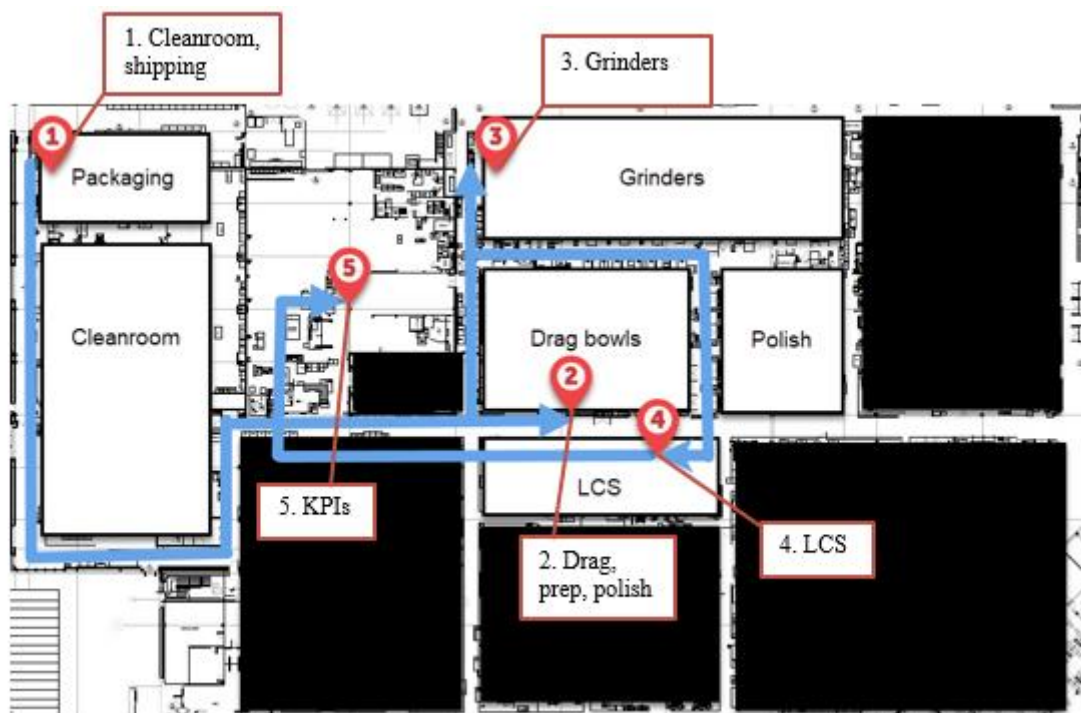 1. Cleanroom,
shipping
3. Grinders
1
3
Packaging
Grinders
5
Cleanroom
Drag bowls
Polish
2
4
LCS
5. KPIs
2. Drag,
prep, polish
4. LCS